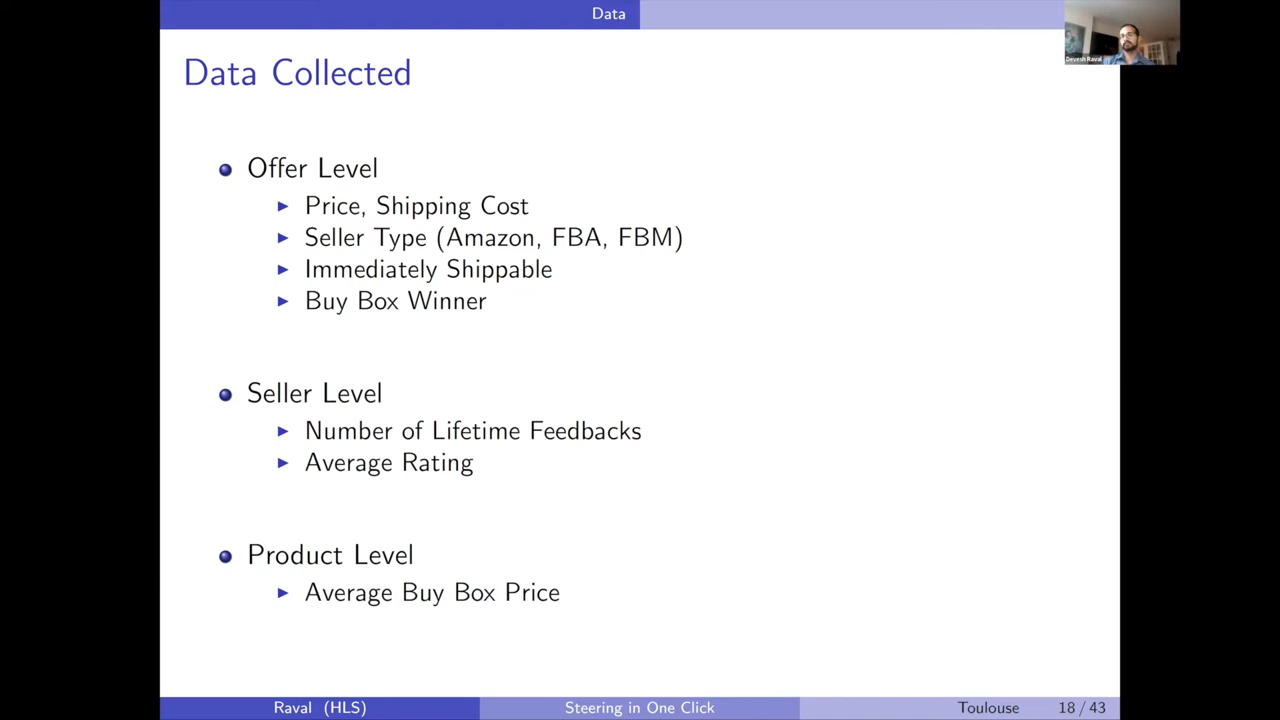 Data
Devesh Raval
Data Collected
Offer Level
Price, Shipping Cost
Seller Type (Amazon, FBA, FBM)
Immediately Shippable
Buy Box Winner
Seller Level
Number of Lifetime Feedbacks
Average Rating
Product Level
Average Buy Box Price
Raval (HLS)
Steering in One Click
Toulouse
18 / 43